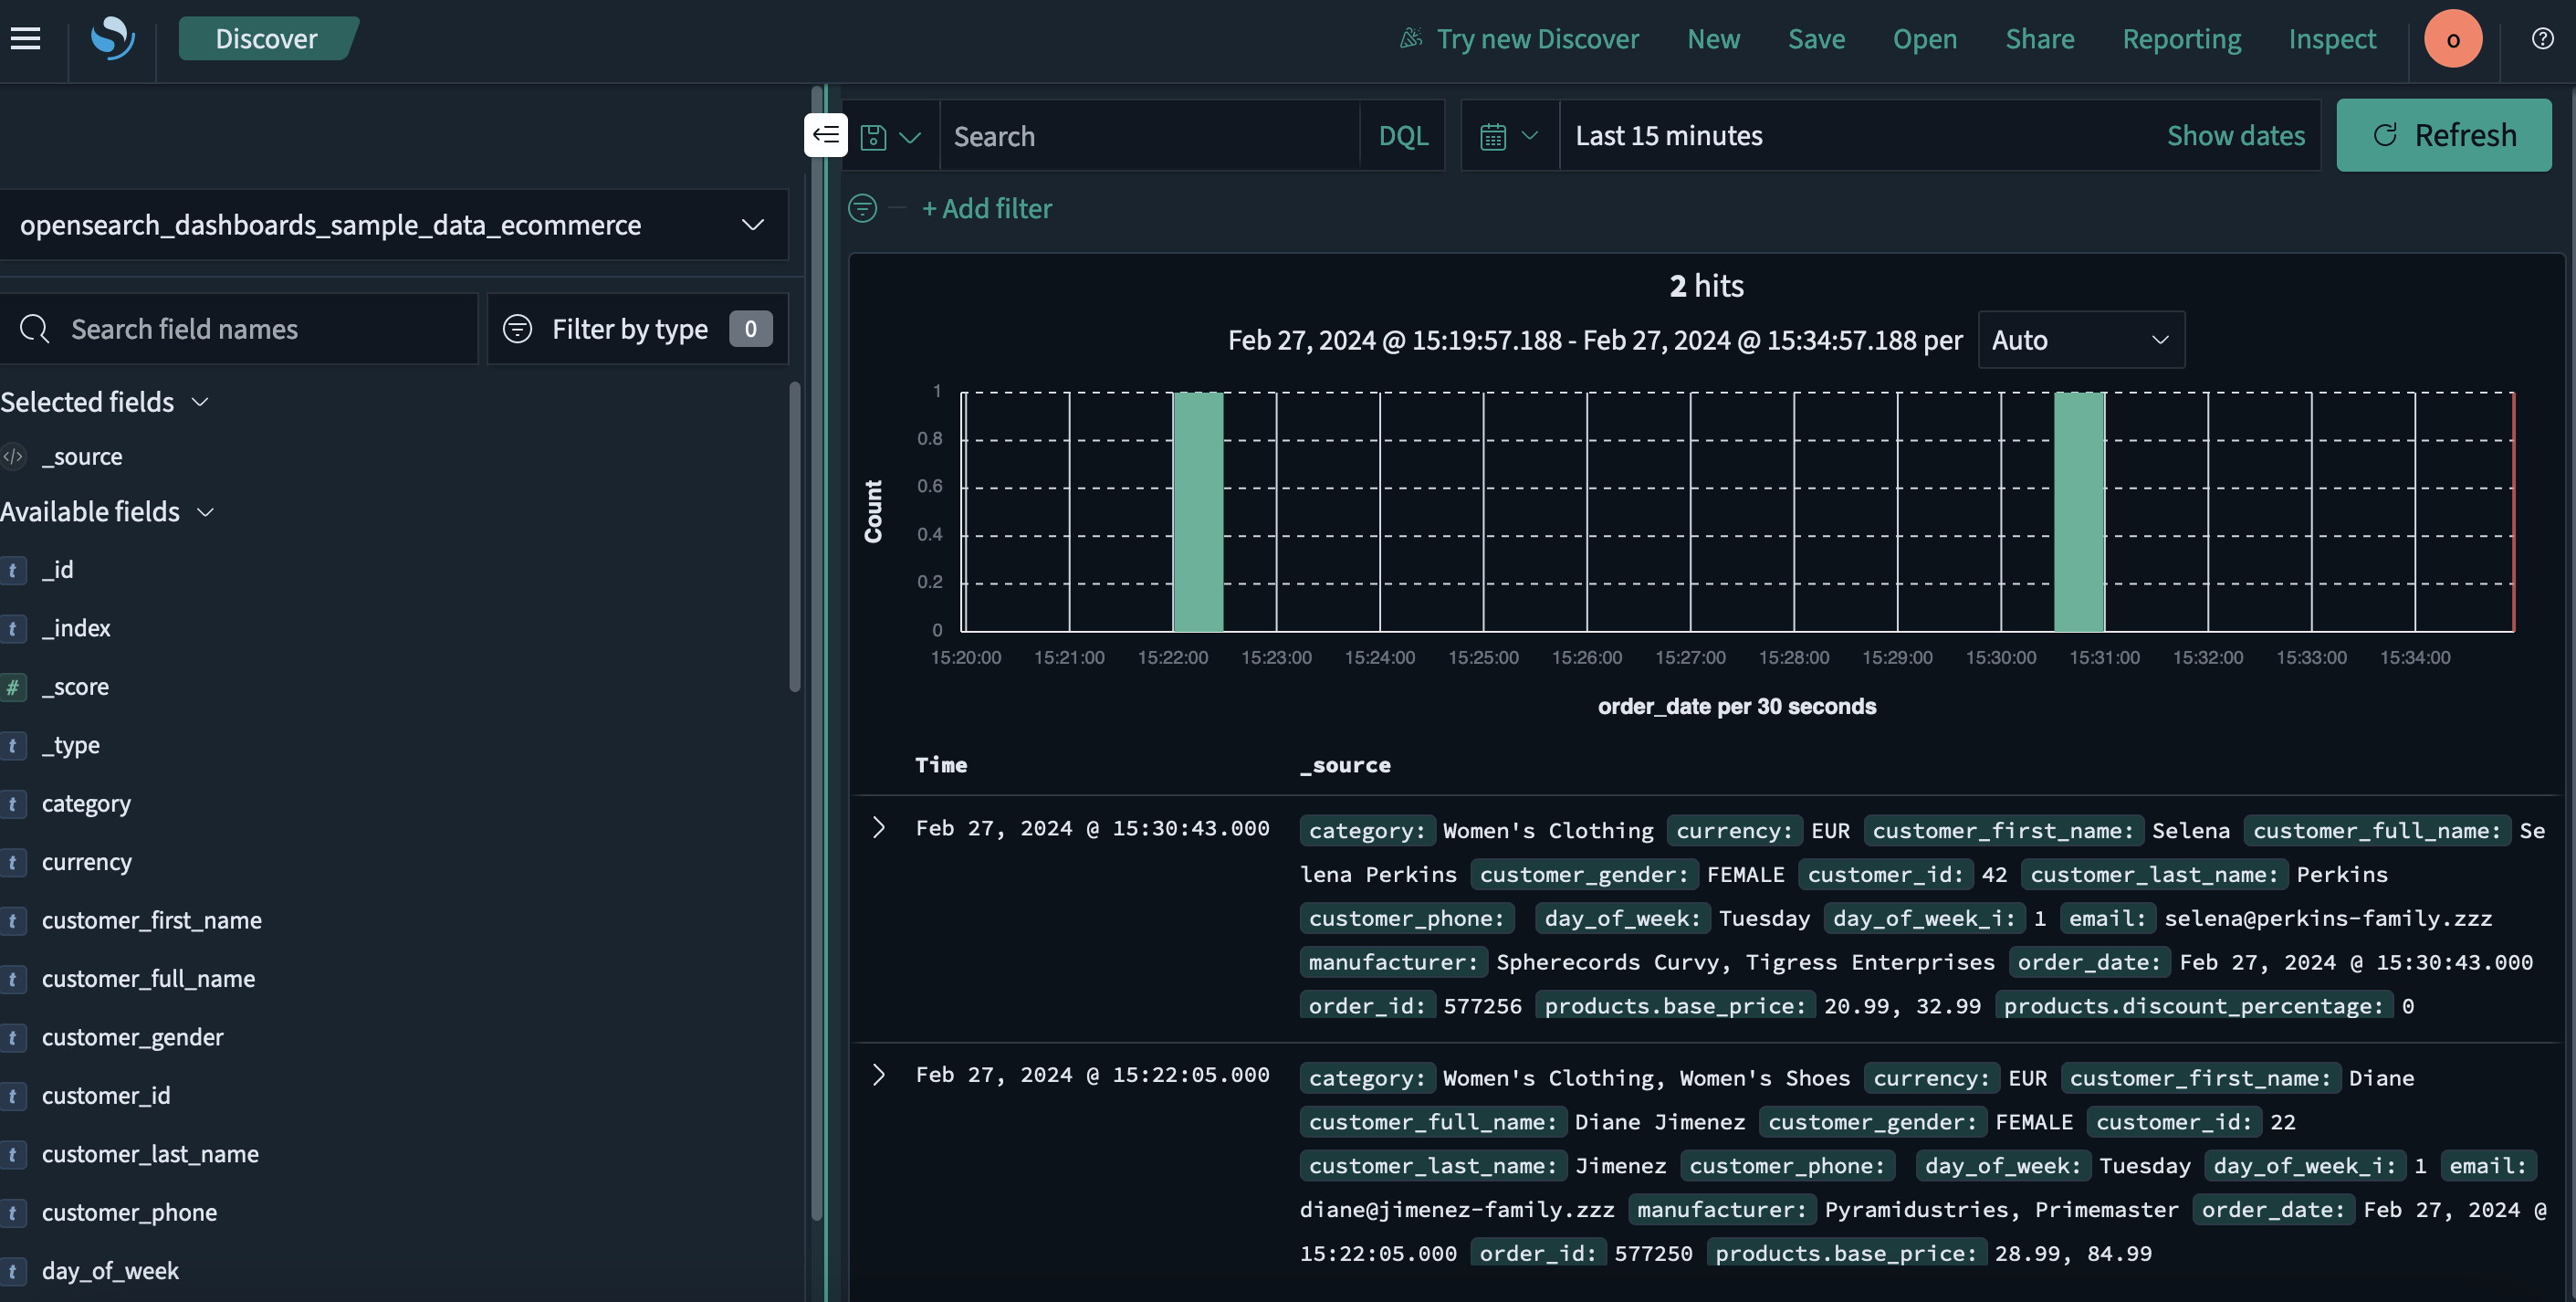 Discover
Try new Discover New Save Open Share Reporting Inspect o
Search DQL Last 15 minutes Show dates Refresh
+ Add filter
opensearch_dashboards_sample_data_ecommerce
Search field names Filter by type 0
Selected fields
</> _source
Available fields
t _id
t _index
# _score
t _type
t category
t currency
t customer_first_name
t customer_full_name
t customer_gender
t customer_id
t customer_last_name
t customer_phone
t day_of_week
2 hits
Feb 27, 2024 @ 15:19:57.188 - Feb 27, 2024 @ 15:34:57.188 per Auto
1
0.8
0.6
0.4
0.2
0
Count
15:20:00 15:21:00 15:22:00 15:23:00 15:24:00 15:25:00 15:26:00 15:27:00 15:28:00 15:29:00 15:30:00 15:31:00 15:32:00 15:33:00 15:34:00
order_date per 30 seconds
Time _source
Feb 27, 2024 @ 15:30:43.000 category: Women's Clothing currency: EUR customer_first_name: Selena customer_full_name: Se
lena Perkins customer_gender: FEMALE customer_id: 42 customer_last_name: Perkins
customer_phone: day_of_week: Tuesday day_of_week_i: 1 email: selena@perkins-family.zzz
manufacturer: Spherecords Curvy, Tigress Enterprises order_date: Feb 27, 2024 @ 15:30:43.000
order_id: 577256 products.base_price: 20.99, 32.99 products.discount_percentage: 0
Feb 27, 2024 @ 15:22:05.000 category: Women's Clothing, Women's Shoes currency: EUR customer_first_name: Diane
customer_full_name: Diane Jimenez customer_gender: FEMALE customer_id: 22
customer_last_name: Jimenez customer_phone: day_of_week: Tuesday day_of_week_i: 1 email:
diane@jimenez-family.zzz manufacturer: Pyramidustries, Primemaster order_date: Feb 27, 2024 @
15:22:05.000 order_id: 577250 products.base_price: 28.99, 84.99